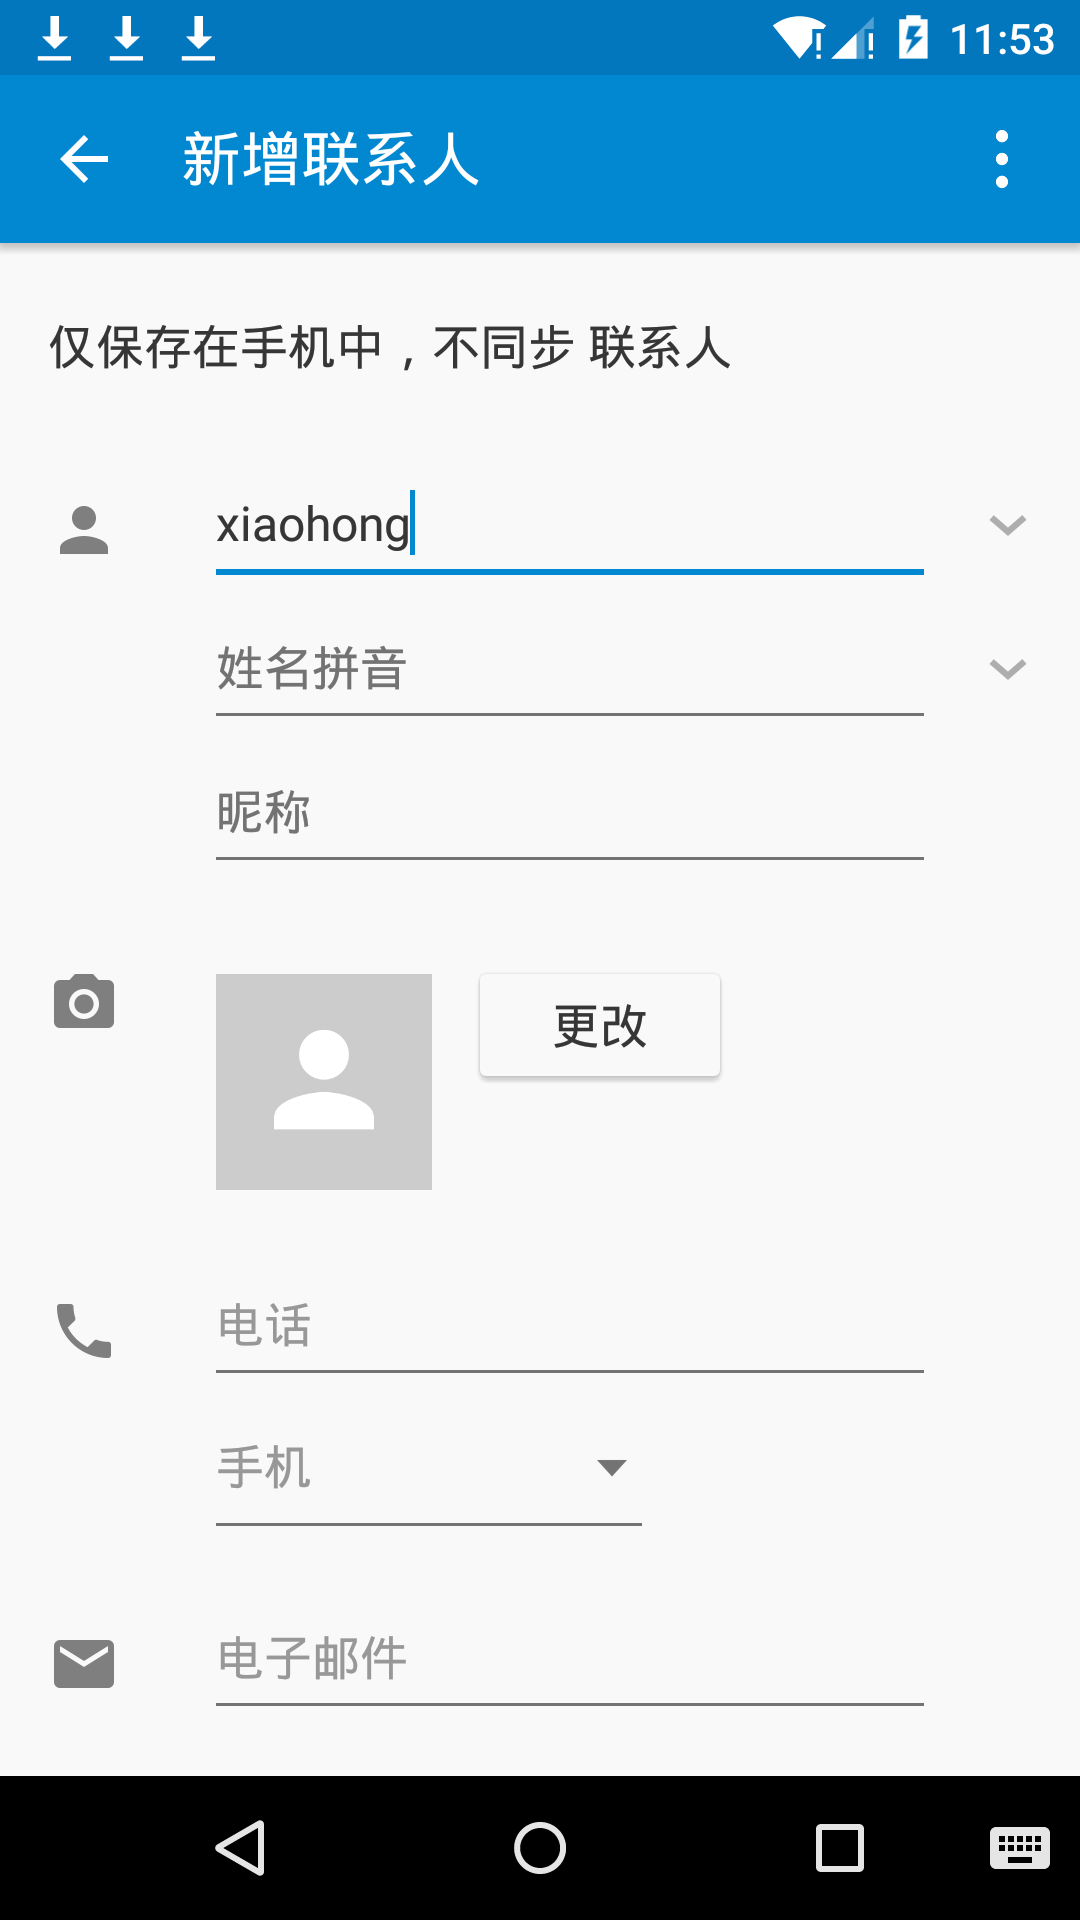 11:53
新增联系人
仅保存在手机中，不同步 联系人
xiaohong
姓名拼音
昵称
更改
电话
手机
电子邮件